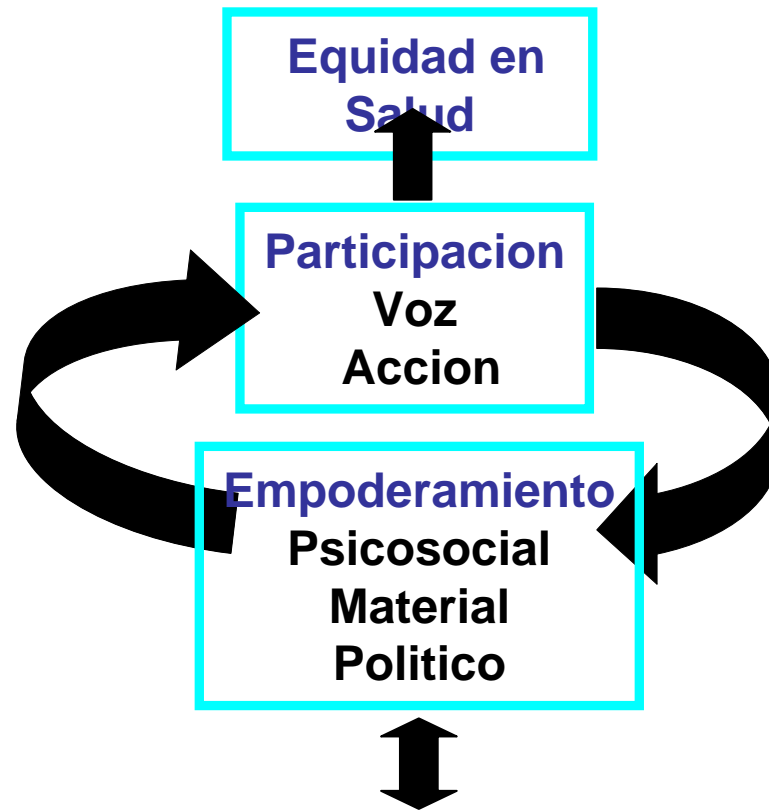 Equidad en
Salud
Participacion
Voz
Accion
Empoderamiento
Psicosocial
Material
Politico